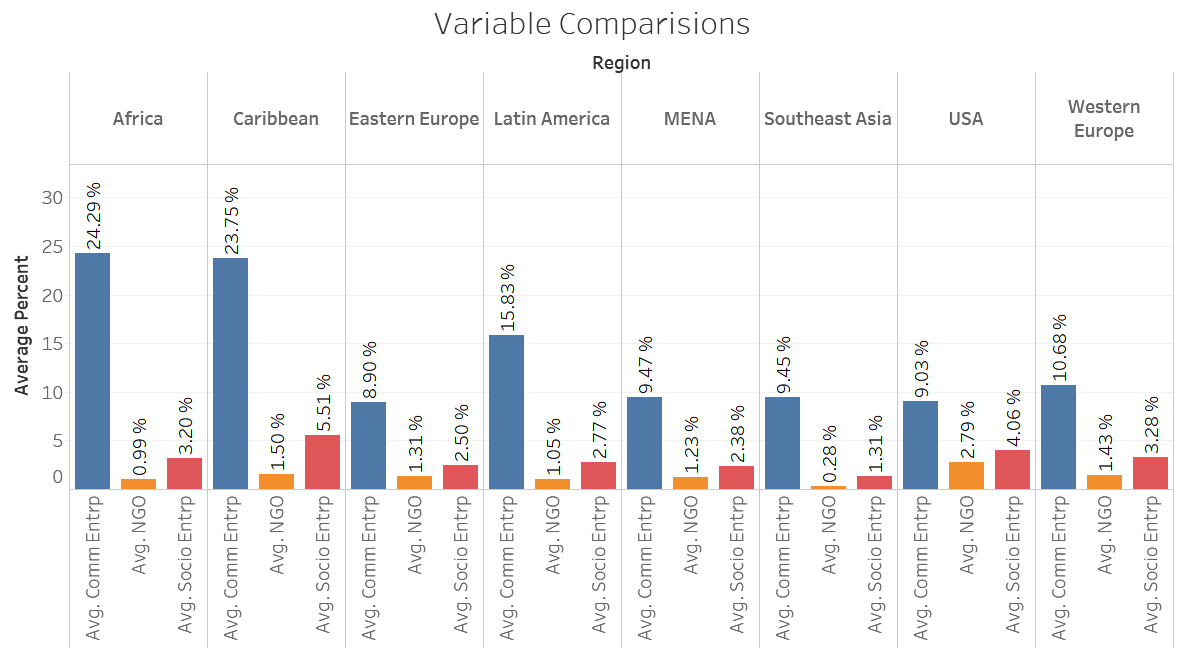 Variable Comparisions
Region
Africa
Caribbean
Eastern Europe
Latin America
MENA
Southeast Asia
USA
Western
Europe
Average Percent
30
25
20
15
10
5
0
24.29 %
0.99 %
3.20 %
23.75 %
1.50 %
5.51 %
8.90 %
1.31 %
2.50 %
15.83 %
1.05 %
2.77 %
9.47 %
1.23 %
2.38 %
9.45 %
0.28 %
1.31 %
9.03 %
2.79 %
4.06 %
10.68 %
1.43 %
3.28 %
Avg. Comm Entrp
Avg. NGO
Avg. Socio Entrp
Avg. Comm Entrp
Avg. NGO
Avg. Socio Entrp
Avg. Comm Entrp
Avg. NGO
Avg. Socio Entrp
Avg. Comm Entrp
Avg. NGO
Avg. Socio Entrp
Avg. Comm Entrp
Avg. NGO
Avg. Socio Entrp
Avg. Comm Entrp
Avg. NGO
Avg. Socio Entrp
Avg. Comm Entrp
Avg. NGO
Avg. Socio Entrp
Avg. Comm Entrp
Avg. NGO
Avg. Socio Entrp